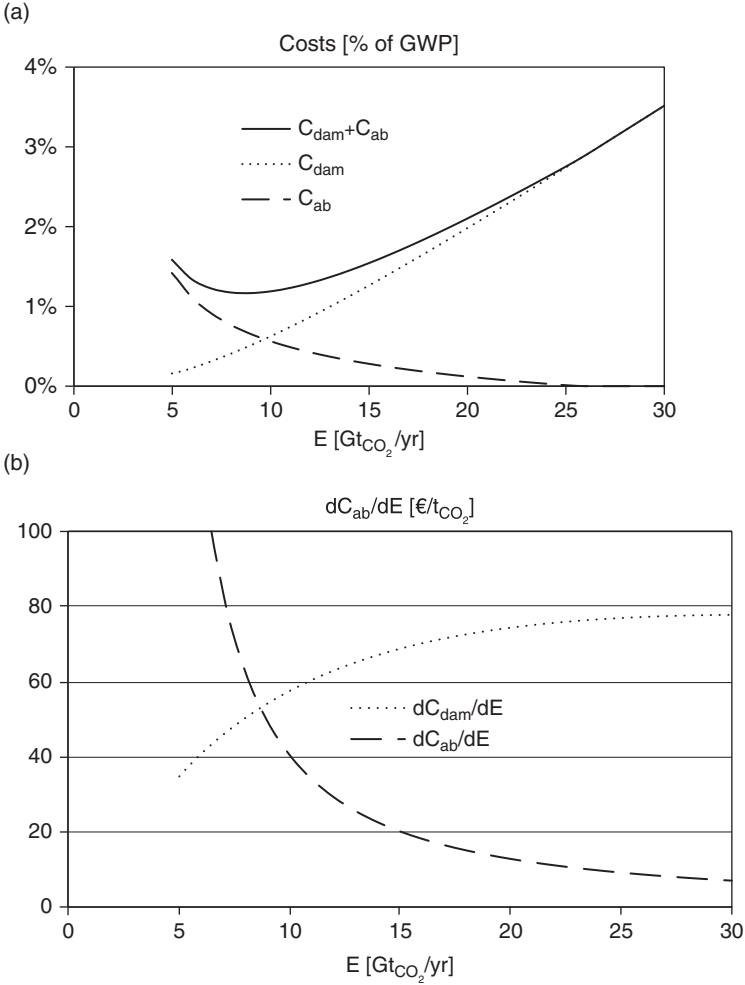 (a)
Costs [% of GWP]
4%
3%
2%
1%
0%
C_dam+C_ab
C_dam
C_ab
0 5 10 15 20 25 30
E [Gt_CO₂/yr]
(b)
dC_ab/dE [€/t_CO₂]
100
80
60
40
20
0
dC_dam/dE
dC_ab/dE
0 5 10 15 20 25 30
E [Gt_CO₂/yr]